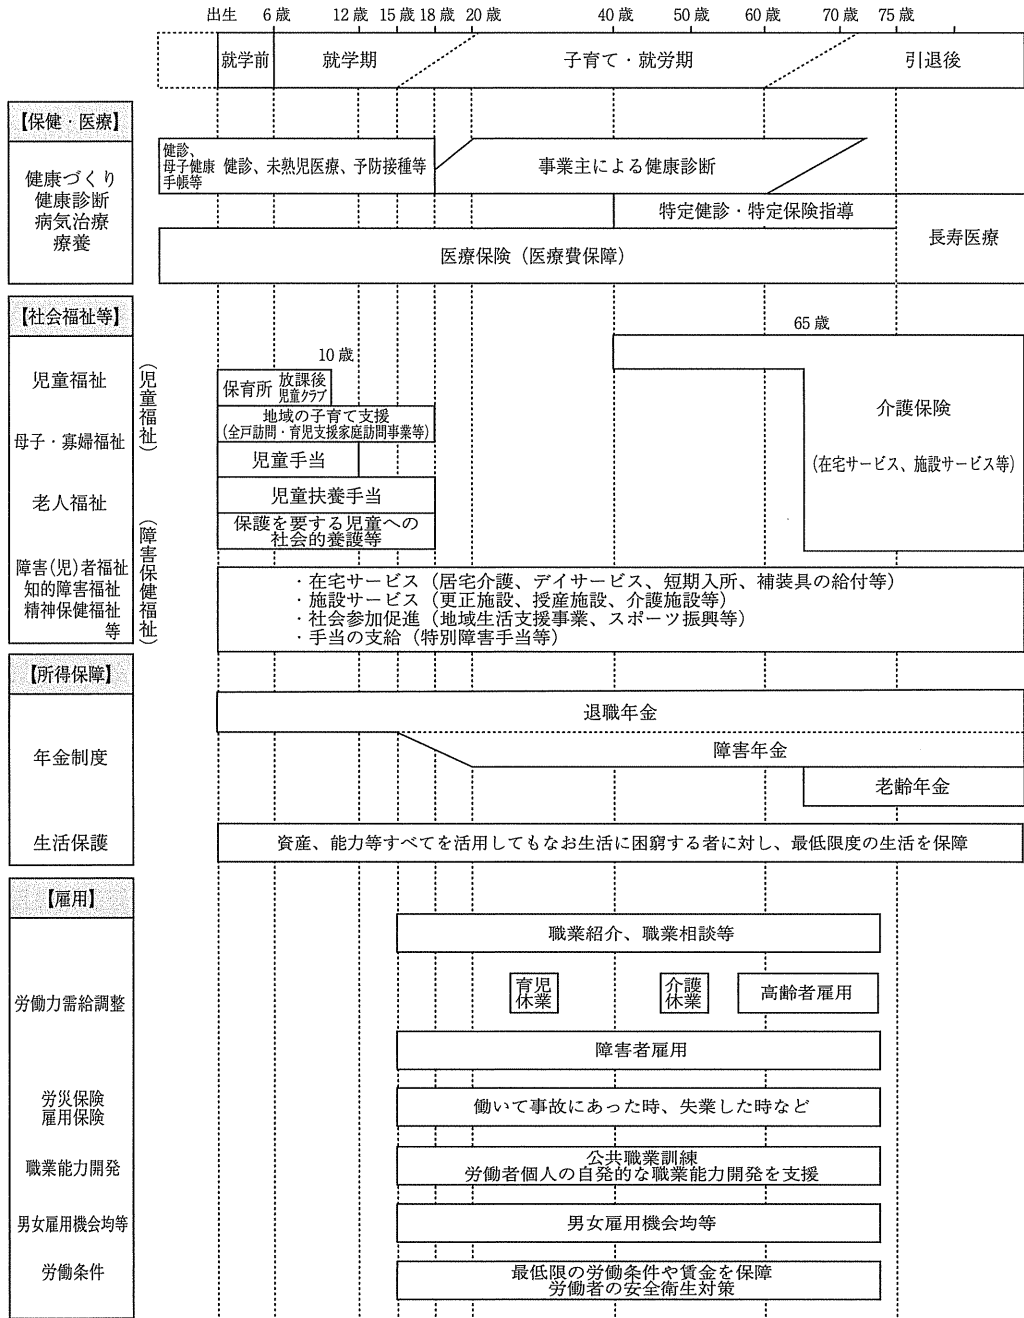 出生 6歳 12歳 15歳 18歳 20歳 40歳 50歳 60歳 70歳 75歳
就学前 就学期 子育て・就労期 引退後
【保健・医療】
健康づくり
健康診断
病気治療
療養
健診、
母子健康
手帳等
健診、未熟児医療、予防接種等
事業主による健康診断
特定健診・特定保険指導
長寿医療
医療保険（医療費保障）
【社会福祉等】
児童福祉
母子・寡婦福祉
老人福祉
障害(児)者福祉
知的障害福祉
精神保健福祉
等
（児童福祉）
（障害保健福祉）
10歳
保育所
放課後
児童クラブ
地域の子育て支援
（全戸訪問・育児支援家庭訪問事業等）
児童手当
児童扶養手当
保護を要する児童への
社会的養護等
65歳
介護保険
（在宅サービス、施設サービス等）
・在宅サービス（居宅介護、デイサービス、短期入所、補装具の給付等）
・施設サービス（更正施設、授産施設、介護施設等）
・社会参加促進（地域生活支援事業、スポーツ振興等）
・手当の支給（特別障害手当等）
【所得保障】
年金制度
生活保護
退職年金
障害年金
老齢年金
資産、能力等すべてを活用してもなお生活に困窮する者に対し、最低限度の生活を保障
【雇用】
職業紹介、職業相談等
労働力需給調整
育児
休業
介護
休業
高齢者雇用
障害者雇用
労災保険
雇用保険
働いて事故にあった時、失業した時など
職業能力開発
公共職業訓練
労働者個人の自発的な職業能力開発を支援
男女雇用機会均等
男女雇用機会均等
労働条件
最低限の労働条件や賃金を保障
労働者の安全衛生対策